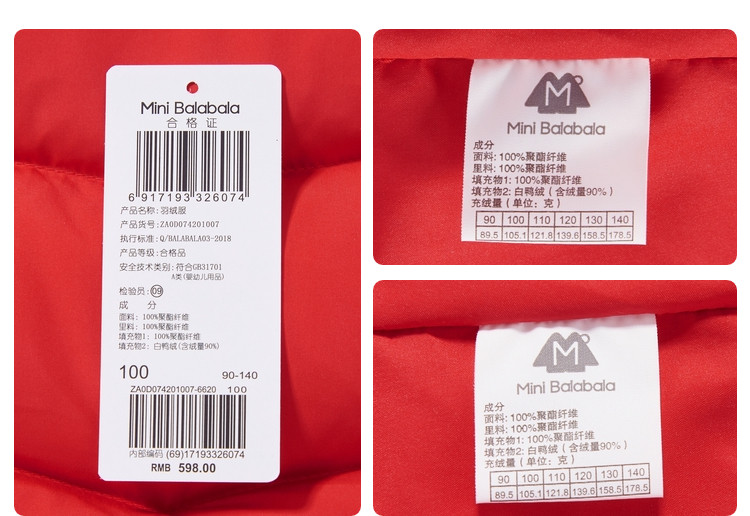 Mini Balabala
合格证
6 917193 326074
产品名称: 羽绒服
产品货号: ZA0D074201007
执行标准: Q/BALABALA03-2018
产品等级: 合格品
安全技术类别: 符合GB31701
A类(婴幼儿用品)
检验员: 09
成 分
面料: 100%聚酯纤维
里料: 100%聚酯纤维
填充物1: 100%聚酯纤维
填充物2: 白鸭绒(含绒量90%)
100 90-140
ZA0D074201007-6620 100
内部编码 (69)17193326074
RMB 598.00
M
Mini Balabala
成分
面料: 100%聚酯纤维
里料: 100%聚酯纤维
填充物1: 100%聚酯纤维
填充物2: 白鸭绒（含绒量90%）
充绒量（单位：克）
90 100 110 120 130 140
89.5 105.1 121.8 139.6 158.5 178.5
M
Mini Balabala
成分
面料: 100%聚酯纤维
里料: 100%聚酯纤维
填充物1: 100%聚酯纤维
填充物2: 白鸭绒（含绒量90%）
充绒量（单位：克）
90 100 110 120 130 140
89.5 105.1 121.8 139.6 158.5 178.5